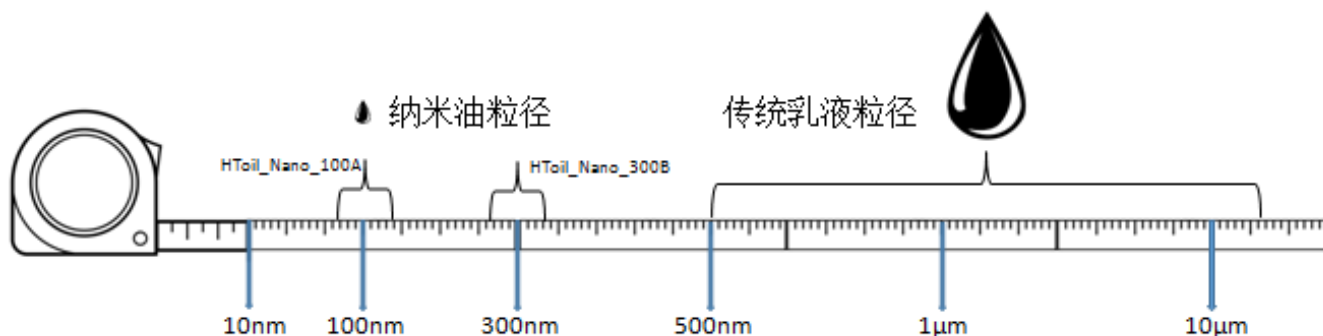 纳米油粒径
传统乳液粒径
HToil_Nano_100A
HToil_Nano_300B
10nm
100nm
300nm
500nm
1μm
10μm